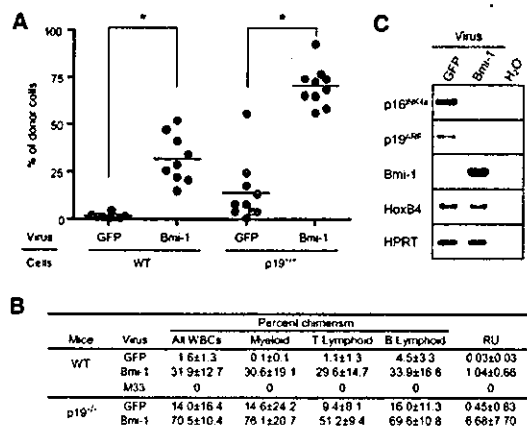 A
* *
% of donor cells
100
75
50
25
0
Virus GFP Bmi-1 GFP Bmi-1
Cells WT p19-/-
C
Virus
GFP Bmi-1 H2O
p16INK4a
p19ARF
Bmi-1
HoxB4
HPRT
B
Percent chimerism
Mice Virus All WBCs Myeloid T Lymphoid B Lymphoid RU
WT GFP 1.6±1.3 0.1±0.1 1.1±1.3 4.5±3.3 0.03±0.03
Bmi-1 31.9±12.7 30.6±19.1 29.6±14.7 33.9±16.6 1.04±0.66
M33 0 0 0 0 0
p19-/- GFP 14.0±16.4 14.6±24.2 9.4±8.1 16.0±11.3 0.45±0.83
Bmi-1 70.5±10.4 76.1±20.7 51.2±9.4 69.6±10.8 6.68±7.70